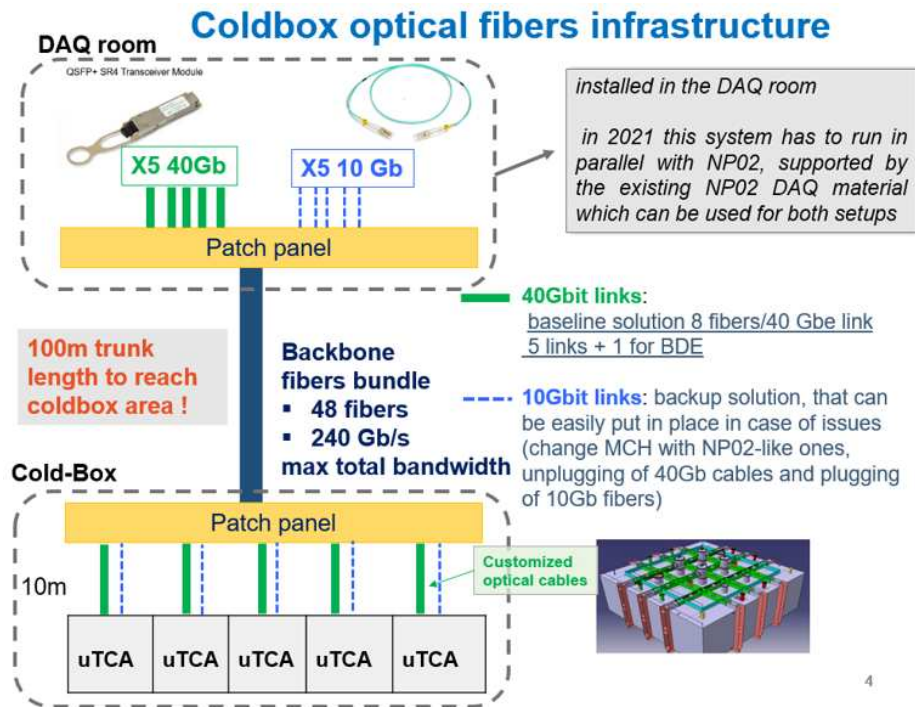 Coldbox optical fibers infrastructure
DAQ room
QSFP+ SR4 Transceiver Module
X5 40Gb
X5 10 Gb
Patch panel
installed in the DAQ room
in 2021 this system has to run in
parallel with NP02, supported by
the existing NP02 DAQ material
which can be used for both setups
100m trunk
length to reach
coldbox area !
Backbone
fibers bundle
▪ 48 fibers
▪ 240 Gb/s
max total bandwidth
40Gbit links:
baseline solution 8 fibers/40 Gbe link
5 links + 1 for BDE
10Gbit links: backup solution, that can
be easily put in place in case of issues
(change MCH with NP02-like ones,
unplugging of 40Gb cables and plugging
of 10Gb fibers)
Cold-Box
Patch panel
10m
Customized
optical cables
uTCA uTCA uTCA uTCA uTCA
4